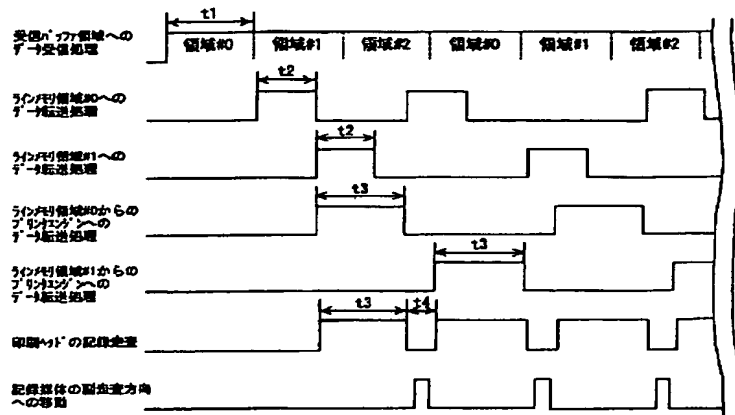 受信バッファ領域への
データ受信処理
t1
領域#0 領域#1 領域#2 領域#0 領域#1 領域#2
ラインメモリ領域#0への
データ転送処理
t2
ラインメモリ領域#1への
データ転送処理
t2
ラインメモリ領域#0からの
プリントエンジンへの
データ転送処理
t3
ラインメモリ領域#1からの
プリントエンジンへの
データ転送処理
t3
印刷ヘッドの記録走査
t3 t4
記録媒体の副走査方向
への移動